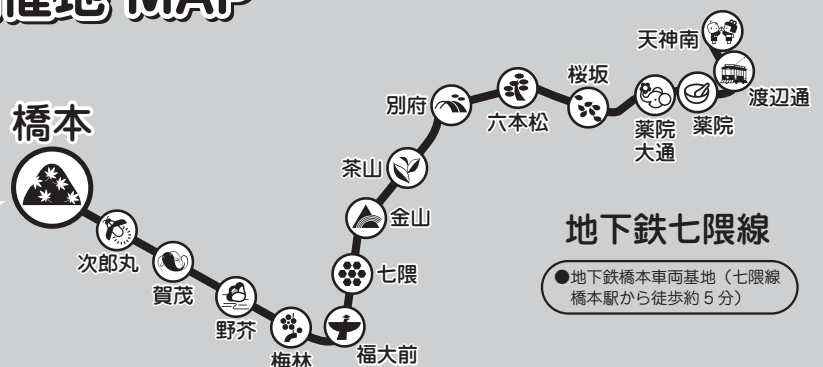 催地 MAP
天神南
渡辺通
薬院
薬院
大通
桜坂
六本松
別府
茶山
金山
七隈
福大前
梅林
野芥
賀茂
次郎丸
橋本
地下鉄七隈線
●地下鉄橋本車両基地（七隈線
橋本駅から徒歩約5分）